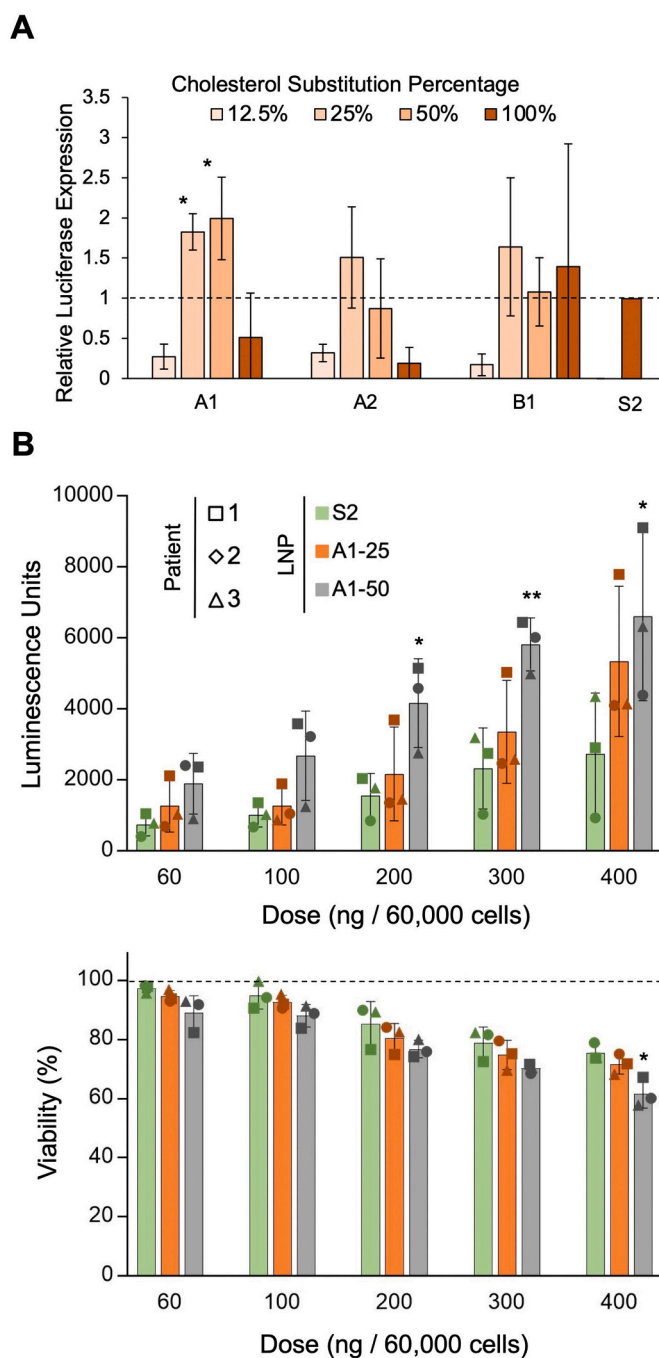 A
Cholesterol Substitution Percentage
12.5% 25% 50% 100%
Relative Luciferase Expression
3.5
3
2.5
2
1.5
1
0.5
0
* *
A1 A2 B1 S2
B
Luminescence Units
10000
8000
6000
4000
2000
0
Patient
1
2
3
LNP
S2
A1-25
A1-50
* ** *
60 100 200 300 400
Dose (ng / 60,000 cells)
Viability (%)
100
80
60
40
20
0
*
60 100 200 300 400
Dose (ng / 60,000 cells)